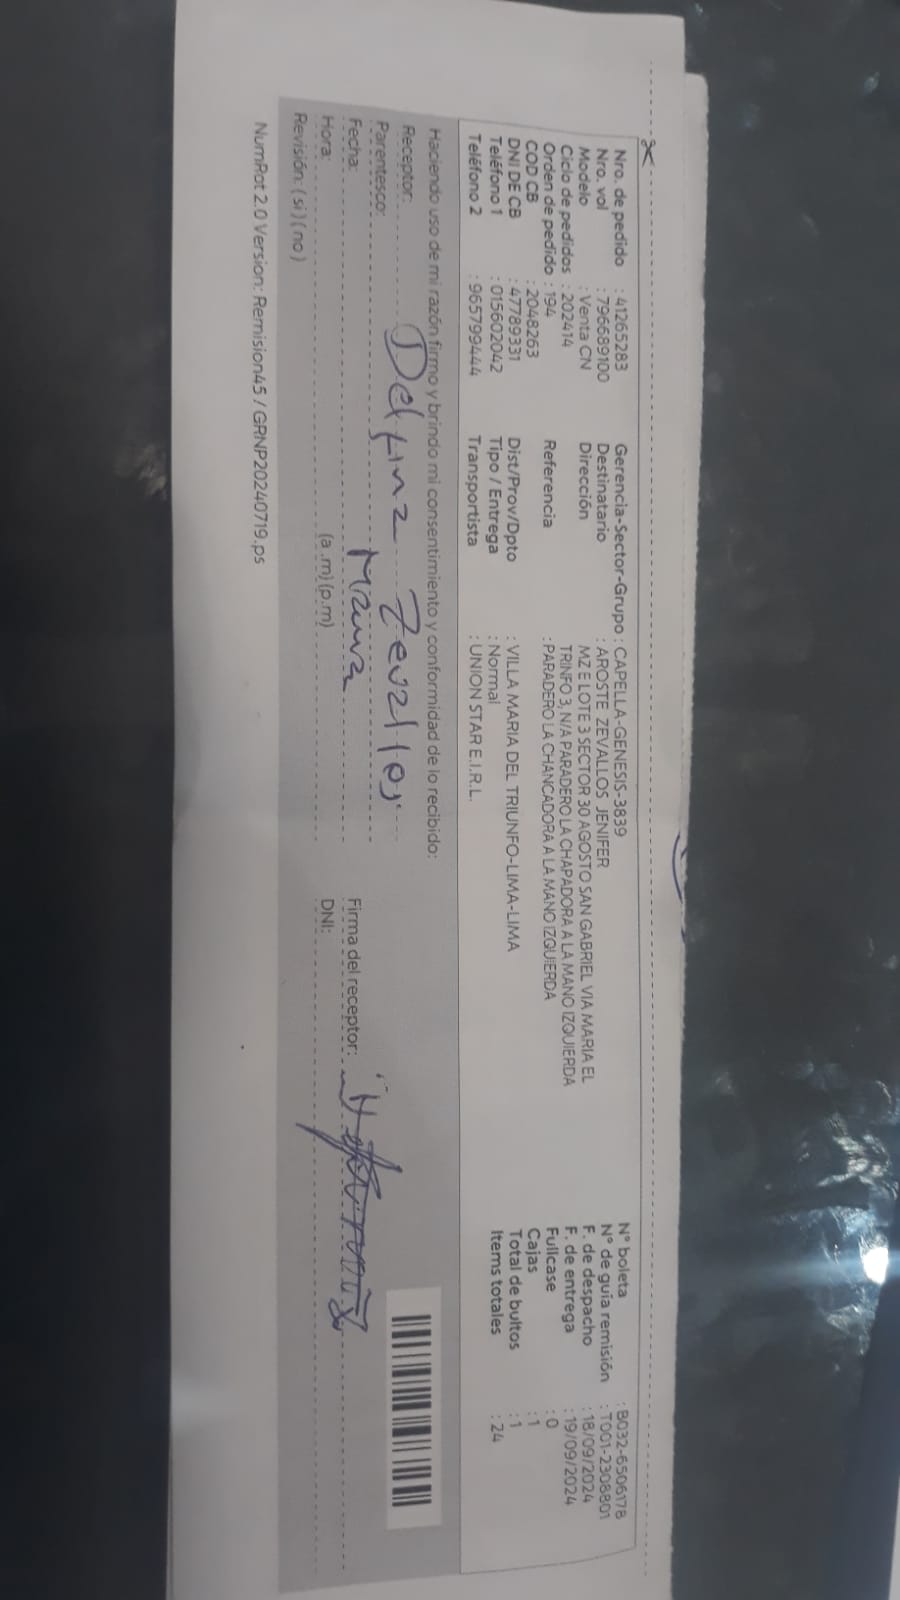 Nro. de pedido : 41265283
Nro. vol : 796689100
Modelo : Venta CN
Ciclo de pedidos : 202414
Orden de pedido : 194
COD CB : 2048263
DNI DE CB : 47789331
Teléfono 1 : 015602042
Teléfono 2 : 965799444
Gerencia-Sector-Grupo : CAPELLA-GENESIS-3839
Destinatario : AROSTE ZEVALLOS JENIFER
Dirección MZ E LOTE 3 SECTOR 30 AGOSTO SAN GABRIEL VIA MARIA EL
TRINFO 3, N/A PARADERO LA CHAPADORA A LA MANO IZQUIERDA
Referencia : PARADERO LA CHANCADORA A LA MANO IZQUIERDA
Dist/Prov/Dpto : VILLA MARIA DEL TRIUNFO-LIMA-LIMA
Tipo / Entrega : Normal
Transportista : UNION STAR E.I.R.L.
N° boleta : B032-6506178
N° de guía remisión : T001-2308801
F. de despacho : 18/09/2024
F. de entrega : 19/09/2024
Fullcase : 0
Cajas : 1
Total de bultos : 1
Items totales : 24
Haciendo uso de mi razón firmo y brindo mi consentimiento y conformidad de lo recibido:
Receptor: Delfina Zevallos
Parentesco: Mama
Fecha:
Hora: (a .m) (p.m)
Revisión: ( si ) ( no )
Firma del receptor:
DNI:
NumRot 2.0 Version: Remision45 / GRNP20240719.ps